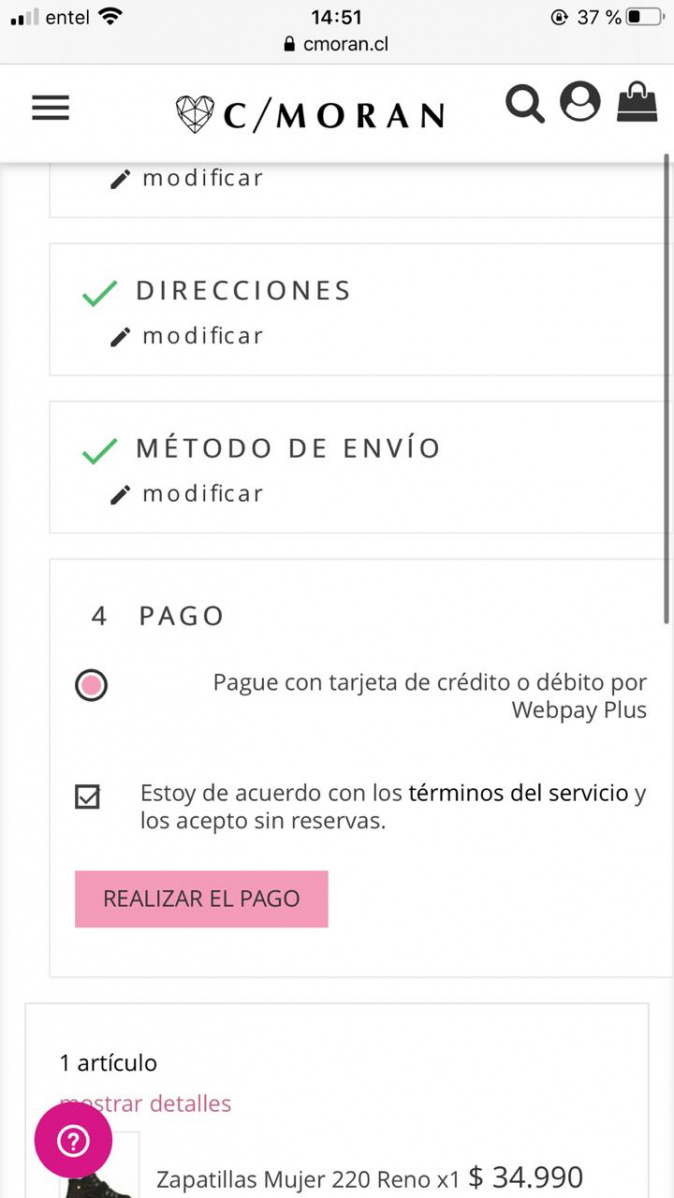 entel
14:51
37 %
cmoran.cl
C/MORAN
modificar
DIRECCIONES
modificar
MÉTODO DE ENVÍO
modificar
4 PAGO
Pague con tarjeta de crédito o débito por
Webpay Plus
Estoy de acuerdo con los términos del servicio y
los acepto sin reservas.
REALIZAR EL PAGO
1 artículo
mostrar detalles
?
Zapatillas Mujer 220 Reno x1 $ 34.990